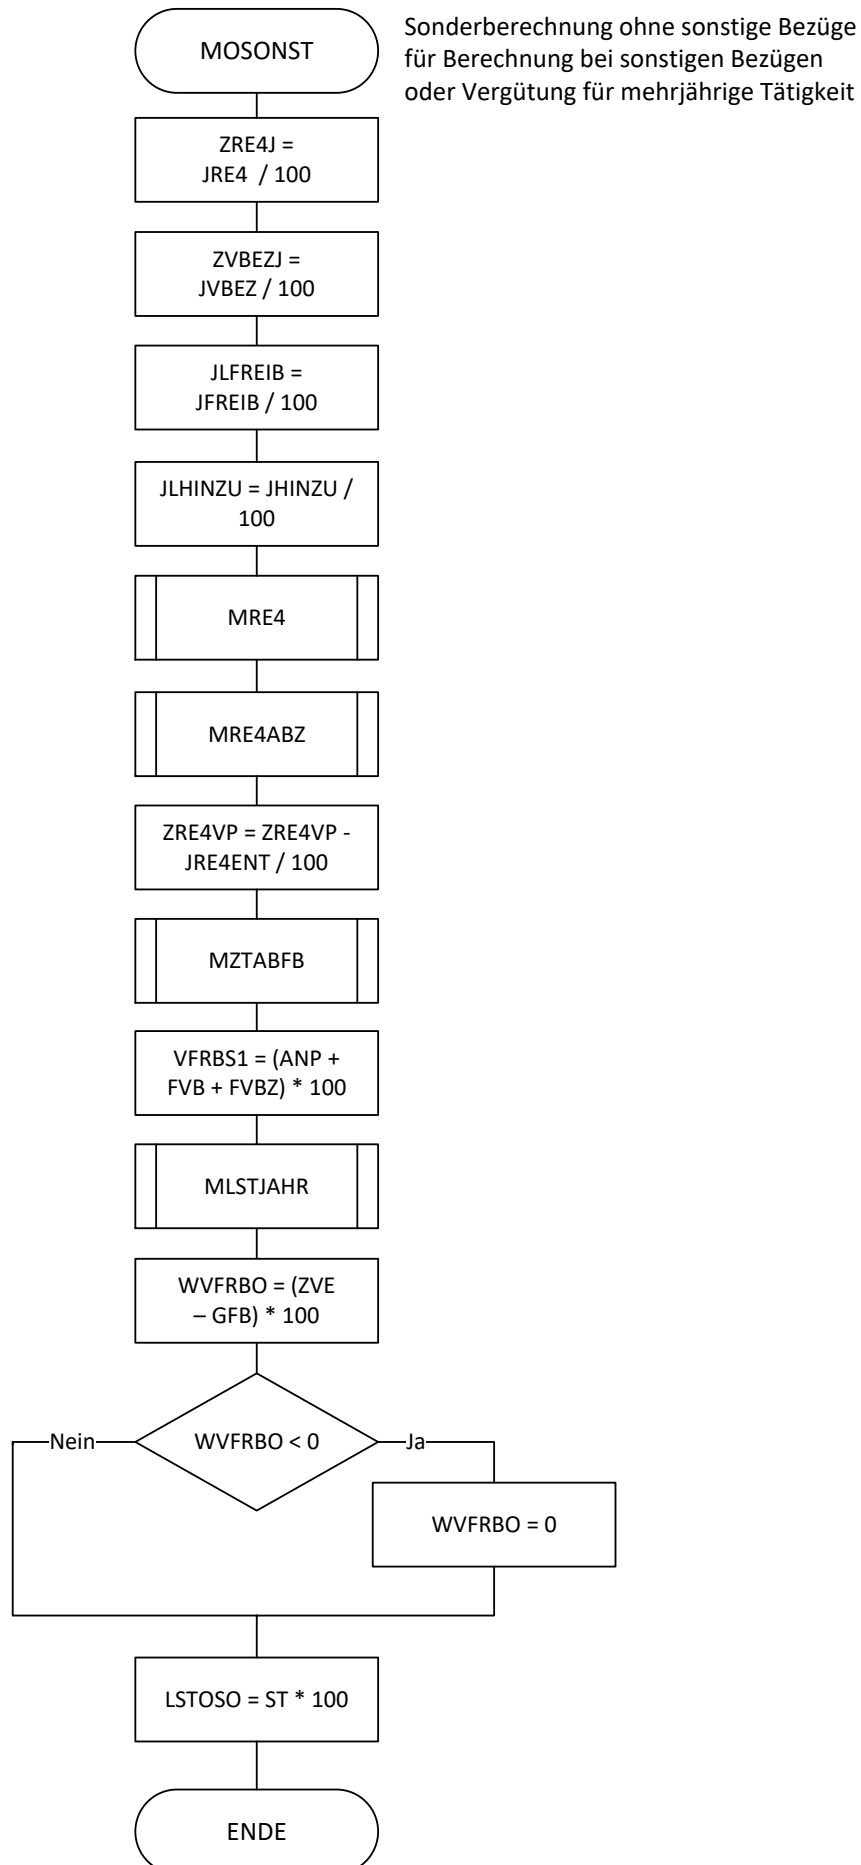 MOSONST
Sonderberechnung ohne sonstige Bezüge
für Berechnung bei sonstigen Bezügen
oder Vergütung für mehrjährige Tätigkeit
ZRE4J =
JRE4 / 100
ZVBEZJ =
JVBEZ / 100
JLFREIB =
JFREIB / 100
JLHINZU = JHINZU /
100
MRE4
MRE4ABZ
ZRE4VP = ZRE4VP -
JRE4ENT / 100
MZTABFB
VFRBS1 = (ANP +
FVB + FVBZ) * 100
MLSTJAHR
WVFRBO = (ZVE
– GFB) * 100
Nein
WVFRBO < 0
Ja
WVFRBO = 0
LSTOSO = ST * 100
ENDE